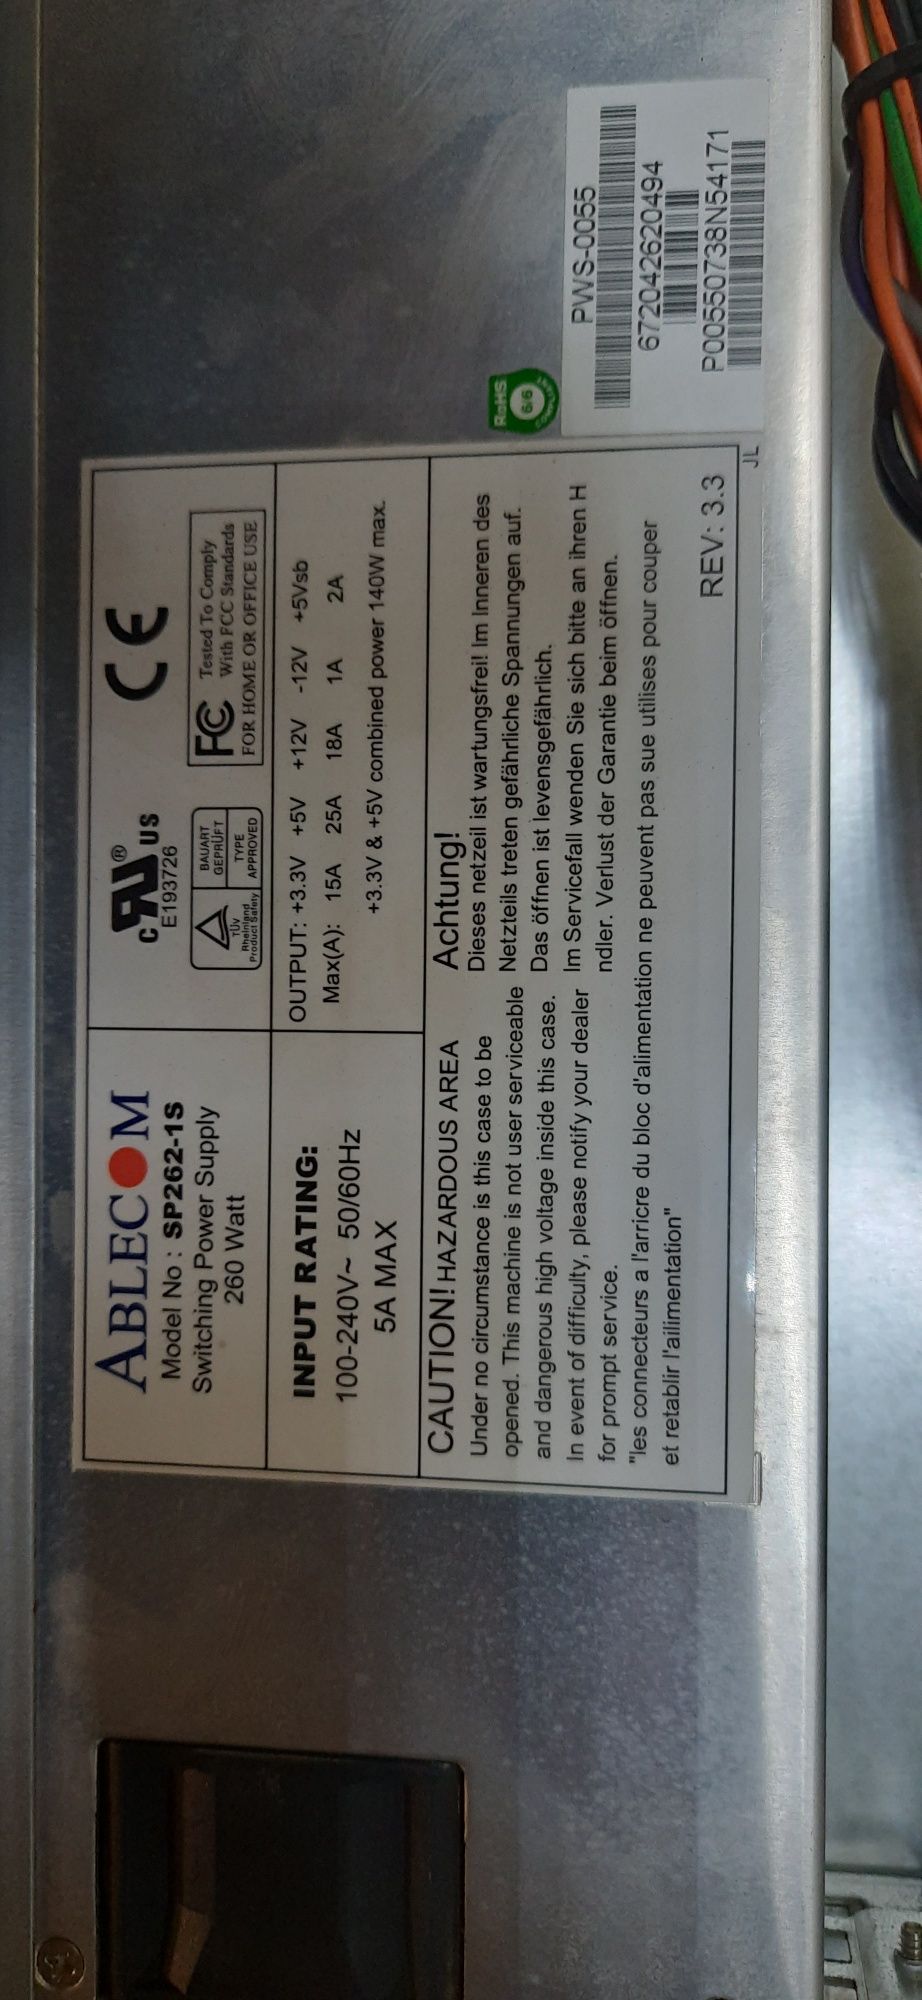 ABLECOM
Model No : SP262-1S
Switching Power Supply
260 Watt
c RU ® US
E193726
CE
TÜV
Rheinland
Product Safety
BAUART
GEPRÜFT
TYPE
APPROVED
FC Tested To Comply
With FCC Standards
FOR HOME OR OFFICE USE
INPUT RATING:
100-240V~ 50/60Hz
5A MAX
OUTPUT: +3.3V +5V +12V -12V +5Vsb
Max(A): 15A 25A 18A 1A 2A
+3.3V & +5V combined power 140W max.
CAUTION! HAZARDOUS AREA
Under no circumstance is this case to be
opened. This machine is not user serviceable
and dangerous high voltage inside this case.
In event of difficulty, please notify your dealer
for prompt service.
Achtung!
Dieses netzeil ist wartungsfrei! Im Inneren des
Netzteils treten gefährliche Spannungen auf.
Das öffnen ist levensgefährlich.
Im Servicefall wenden Sie sich bitte an ihren H
ndler. Verlust der Garantie beim öffnen.
"les connecteurs a l'arricre du bloc d'alimentation ne peuvent pas sue utilises pour couper
et retablir l'ailimentation"
REV: 3.3
JL
RoHS
6/6
COMPLIANT
PWS-0055
672042620494
P00550738N54171